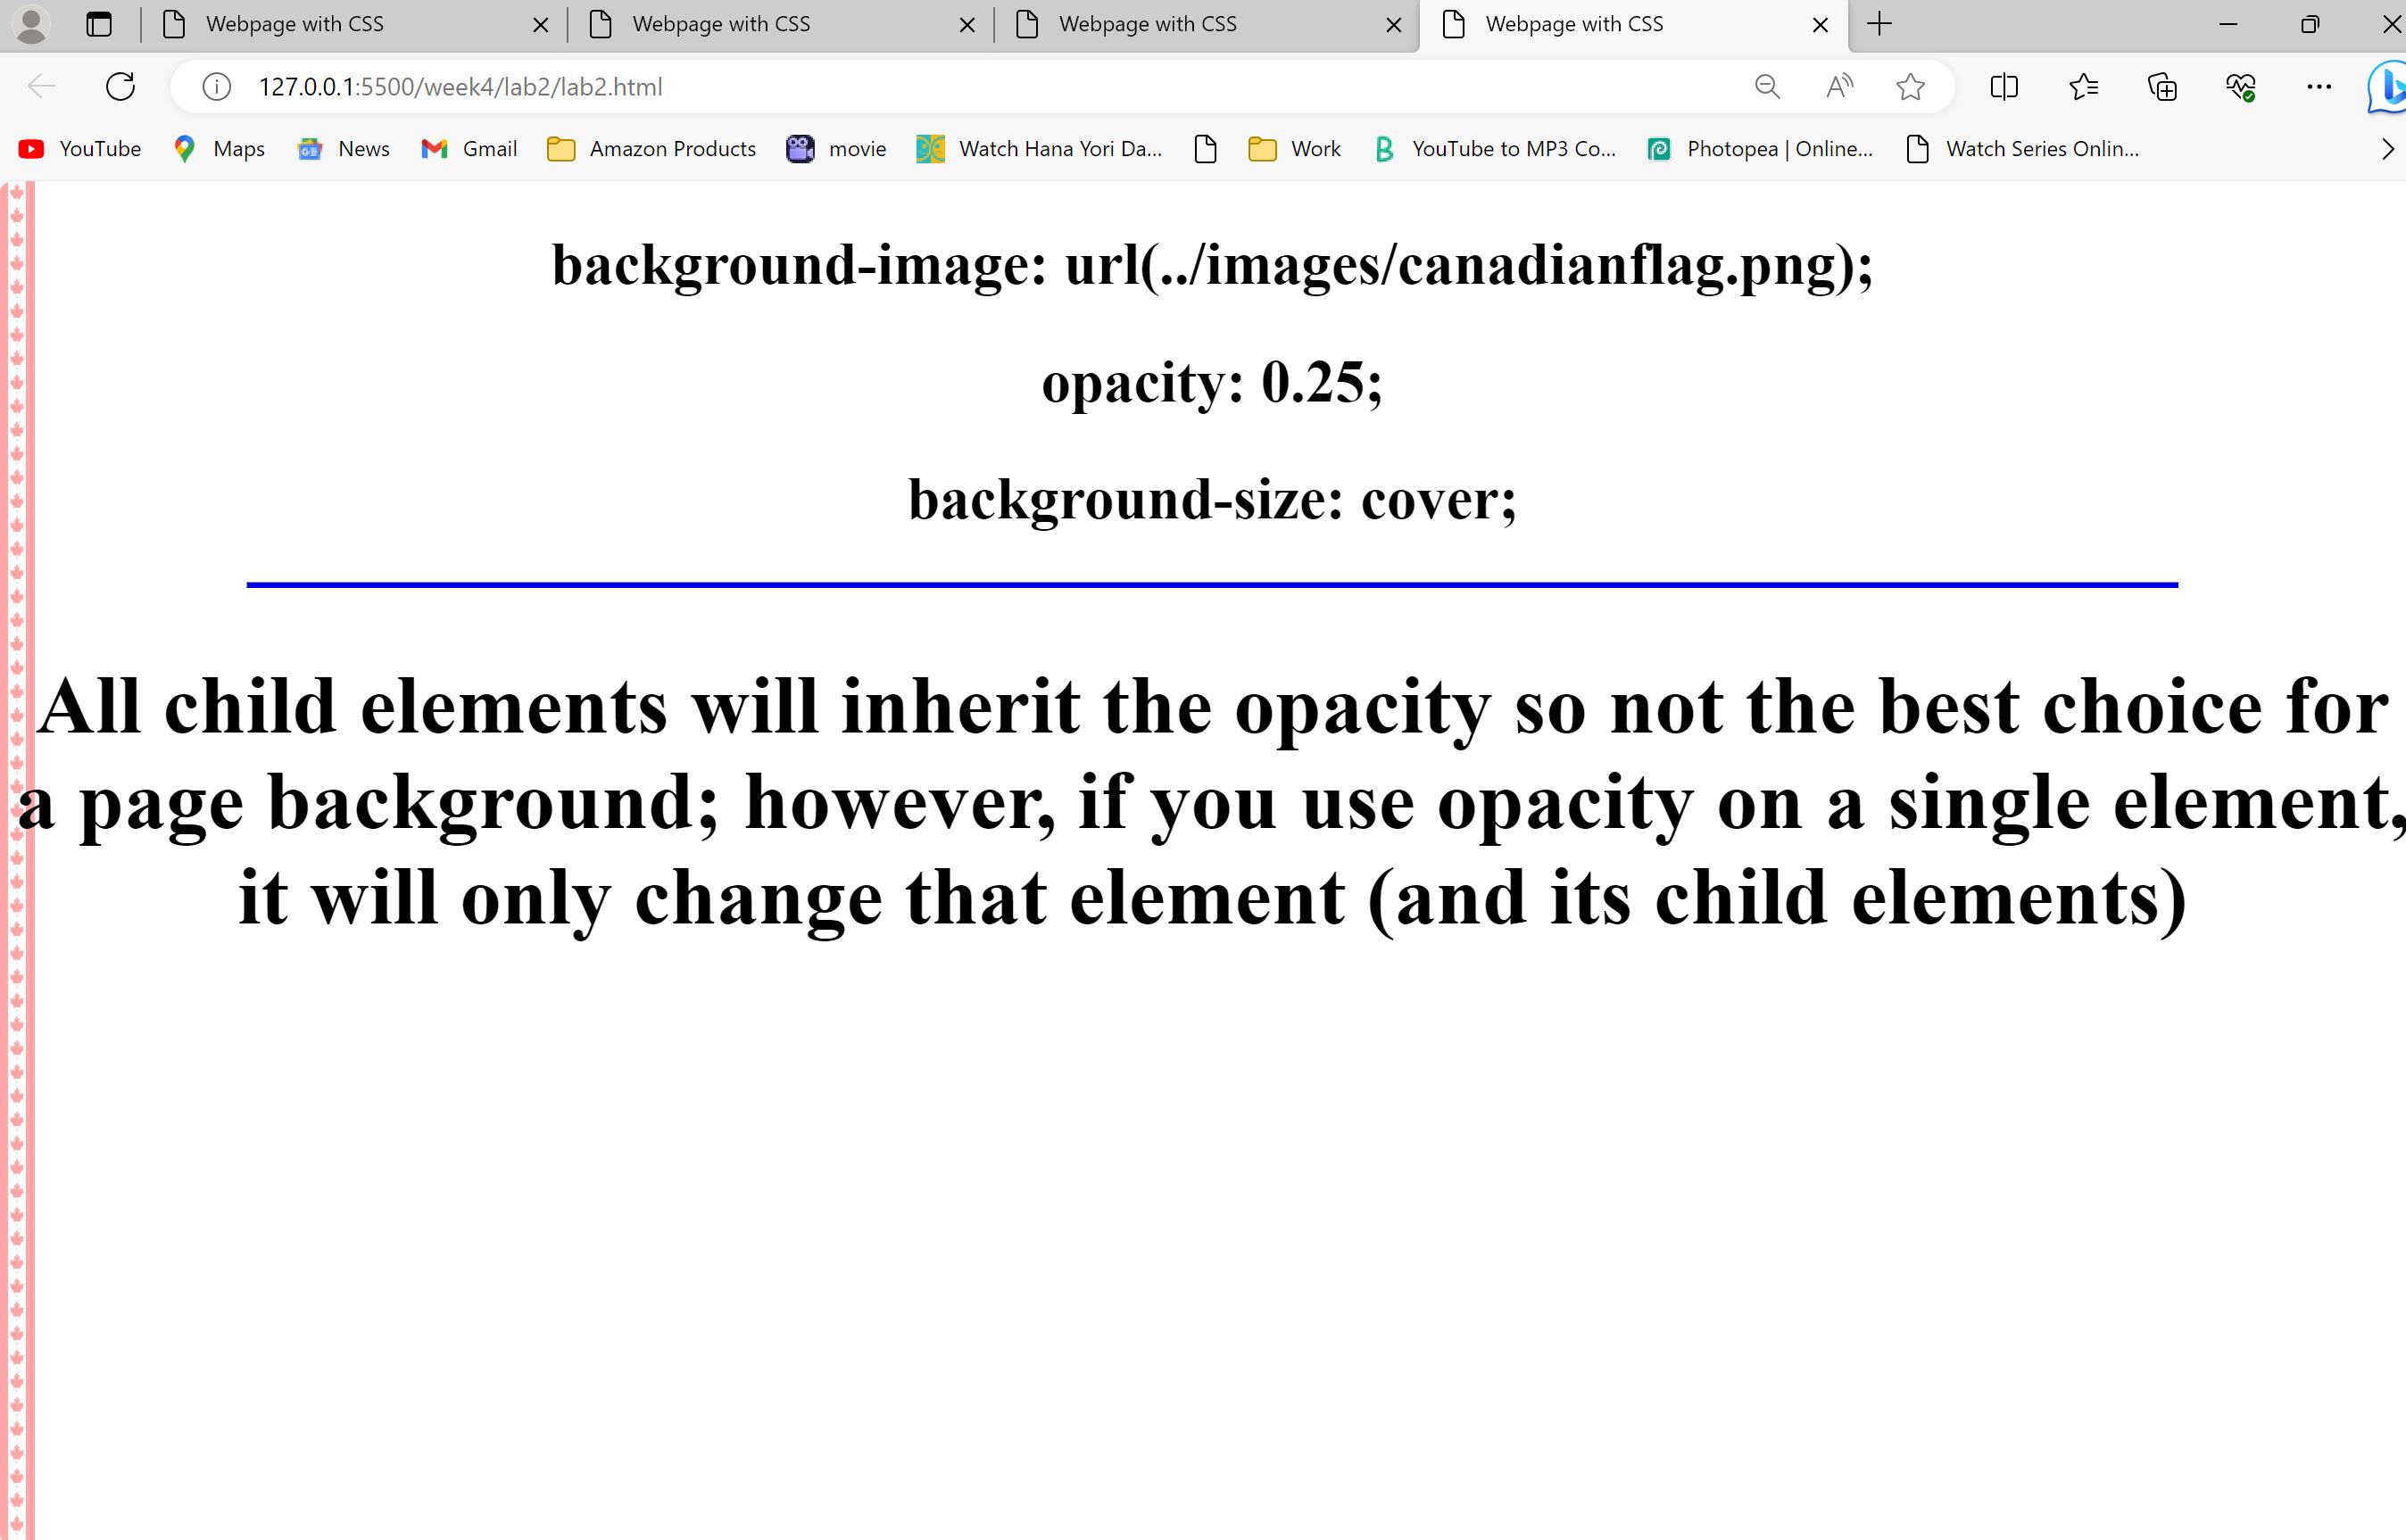 Webpage with CSS Webpage with CSS Webpage with CSS Webpage with CSS
127.0.0.1:5500/week4/lab2/lab2.html
YouTube Maps News Gmail Amazon Products movie Watch Hana Yori Da... Work YouTube to MP3 Co... Photopea | Online... Watch Series Onlin...
background-image: url(../images/canadianflag.png);
opacity: 0.25;
background-size: cover;
All child elements will inherit the opacity so not the best choice for
a page background; however, if you use opacity on a single element,
it will only change that element (and its child elements)